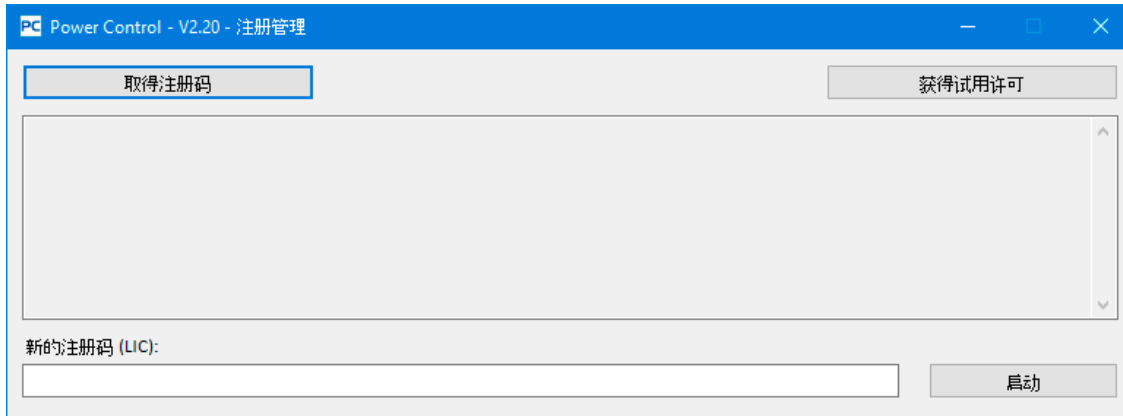 PC Power Control - V2.20 - 注册管理
取得注册码
获得试用许可
新的注册码 (LIC):
启动